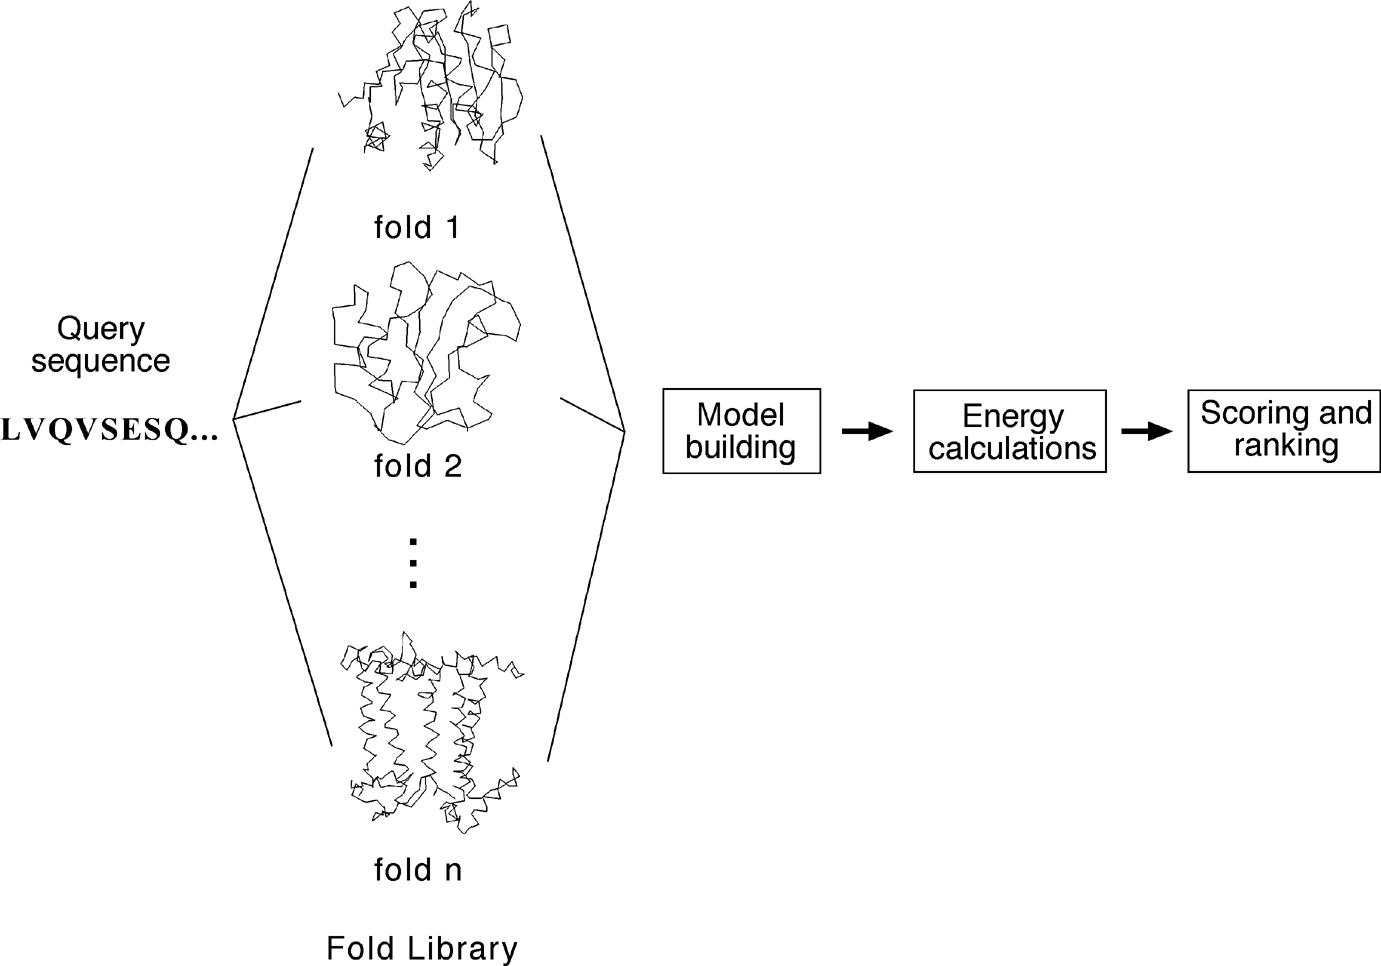 fold 1
Query
sequence
LVQVSESQ...
fold 2
Model
building
Energy
calculations
Scoring and
ranking
fold n
Fold Library